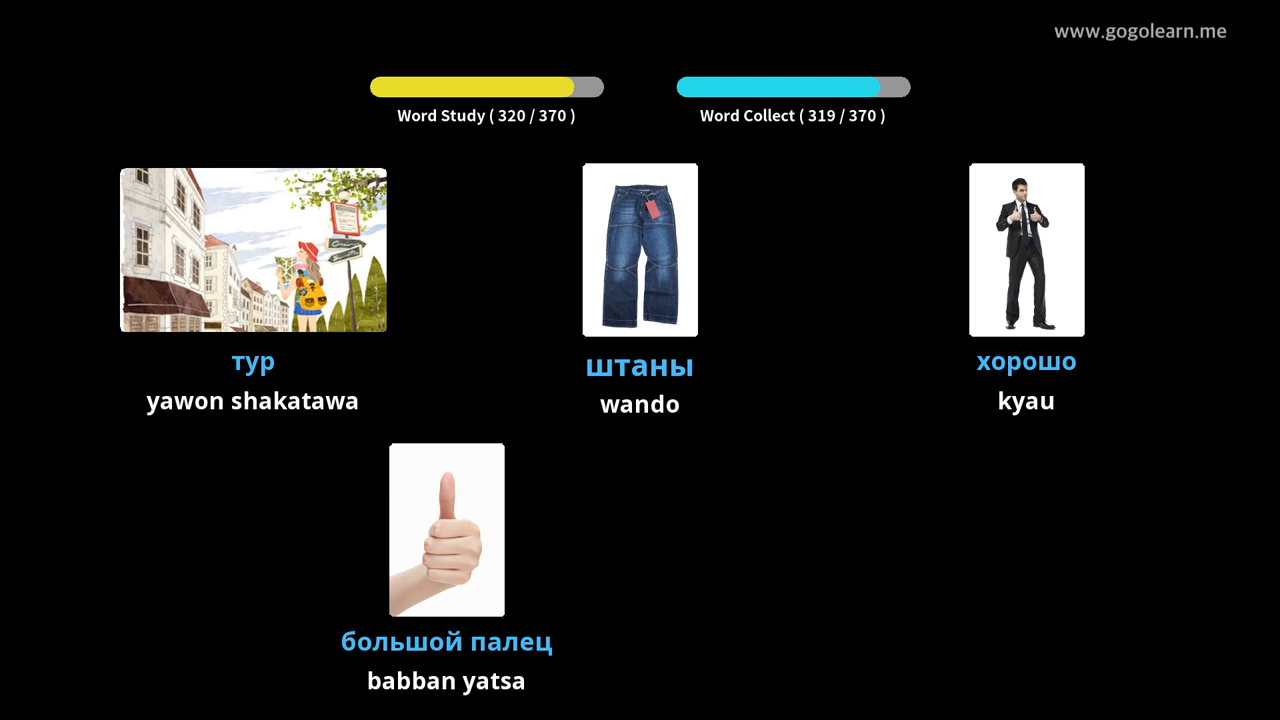 www.gogolearn.me
Word Study ( 320 / 370 )
Word Collect ( 319 / 370 )
тур
yawon shakatawa
штаны
wando
хорошо
kyau
большой палец
babban yatsa